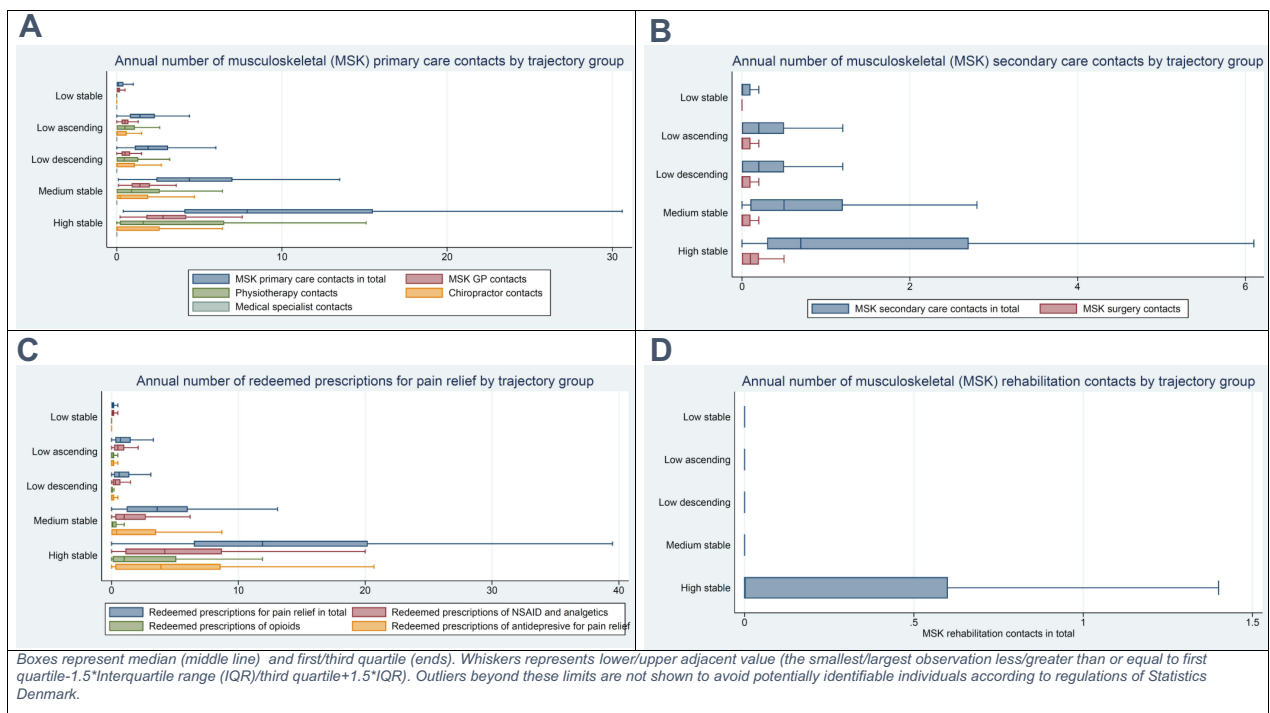 A
Annual number of musculoskeletal (MSK) primary care contacts by trajectory group
Low stable
Low ascending
Low descending
Medium stable
High stable
0 10 20 30
MSK primary care contacts in total MSK GP contacts
Physiotherapy contacts Chiropractor contacts
Medical specialist contacts
B
Annual number of musculoskeletal (MSK) secondary care contacts by trajectory group
Low stable
Low ascending
Low descending
Medium stable
High stable
0 2 4 6
MSK secondary care contacts in total MSK surgery contacts
C
Annual number of redeemed prescriptions for pain relief by trajectory group
Low stable
Low ascending
Low descending
Medium stable
High stable
0 10 20 30 40
Redeemed prescriptions for pain relief in total Redeemed prescriptions of NSAID and analgetics
Redeemed prescriptions of opioids Redeemed prescriptions of antidepresive for pain relief
D
Annual number of musculoskeletal (MSK) rehabilitation contacts by trajectory group
Low stable
Low ascending
Low descending
Medium stable
High stable
0 .5 1 1.5
MSK rehabilitation contacts in total
Boxes represent median (middle line) and first/third quartile (ends). Whiskers represents lower/upper adjacent value (the smallest/largest observation less/greater than or equal to first
quartile-1.5*Interquartile range (IQR)/third quartile+1.5*IQR). Outliers beyond these limits are not shown to avoid potentially identifiable individuals according to regulations of Statistics
Denmark.